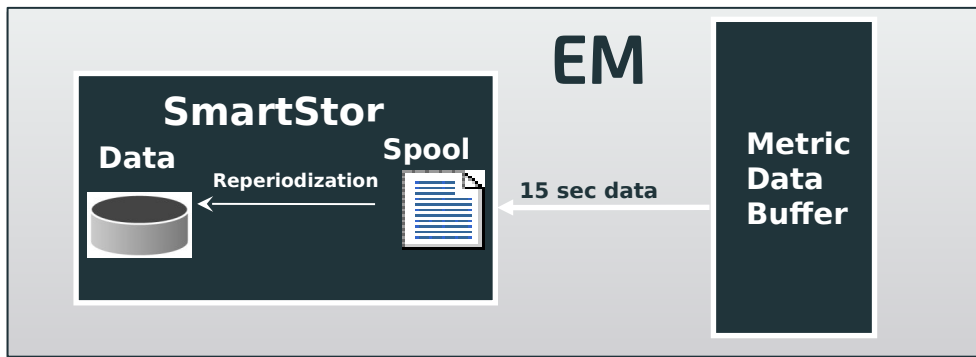 EM
SmartStor
Data
Spool
Reperiodization
15 sec data
Metric
Data
Buffer